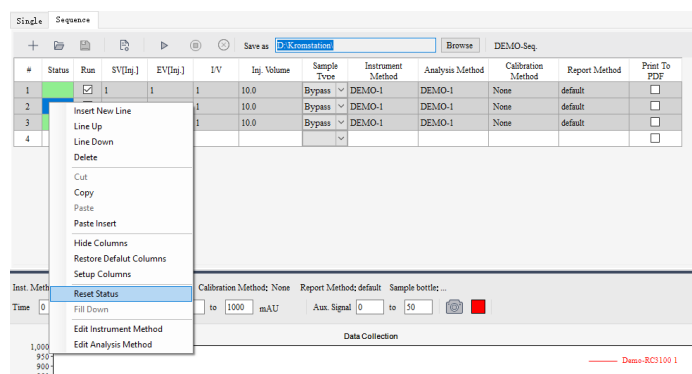 Single Sequence
Save as D:\Kromstation\ Browse DEMO-Seq.
# Status Run SV[Inj.] EV[Inj.] I/V Inj. Volume Sample Type Instrument Method Analysis Method Calibration Method Report Method Print To PDF
1 1 1 1 10.0 Bypass DEMO-1 DEMO-1 None default
2 1 10.0 Bypass DEMO-1 DEMO-1 None default
3 1 10.0 Bypass DEMO-1 DEMO-1 None default
4
Insert New Line
Line Up
Line Down
Delete
Cut
Copy
Paste
Paste Insert
Hide Columns
Restore Defalut Columns
Setup Columns
Reset Status
Fill Down
Edit Instrument Method
Edit Analysis Method
Inst. Meth Calibration Method: None Report Method: default Sample bottle: ...
Time 0 to 1000 mAU Aux. Signal 0 to 50
Data Collection
1,000
950
900
Demo-RC3100 1